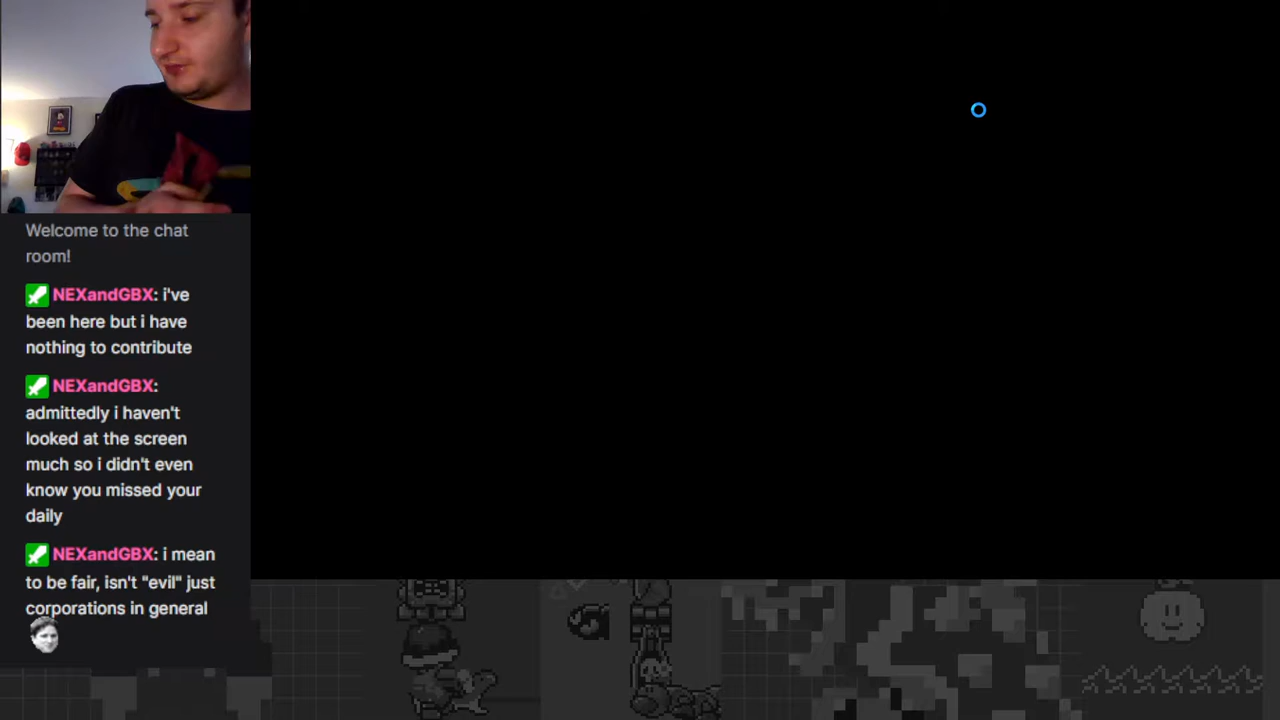 Welcome to the chat
room!
NEXandGBX: i've
been here but i have
nothing to contribute
NEXandGBX:
admittedly i haven't
looked at the screen
much so i didn't even
know you missed your
daily
NEXandGBX: i mean
to be fair, isn't "evil" just
corporations in general